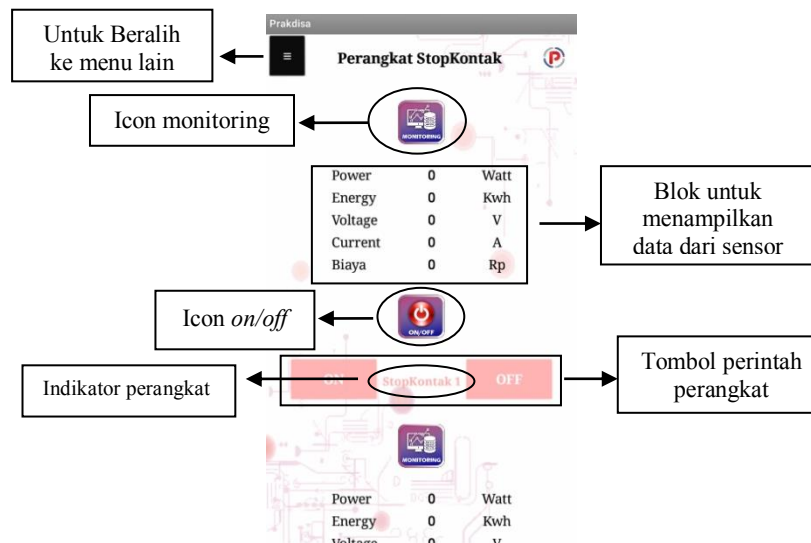 Prakdisa
Untuk Beralih
ke menu lain
≡
Perangkat StopKontak
P
Icon monitoring
MONITORING
Power 0 Watt
Energy 0 Kwh
Voltage 0 V
Current 0 A
Biaya 0 Rp
Blok untuk
menampilkan
data dari sensor
Icon on/off
ON/OFF
Indikator perangkat
ON StopKontak 1 OFF
Tombol perintah
perangkat
MONITORING
Power 0 Watt
Energy 0 Kwh
Voltage 0 V